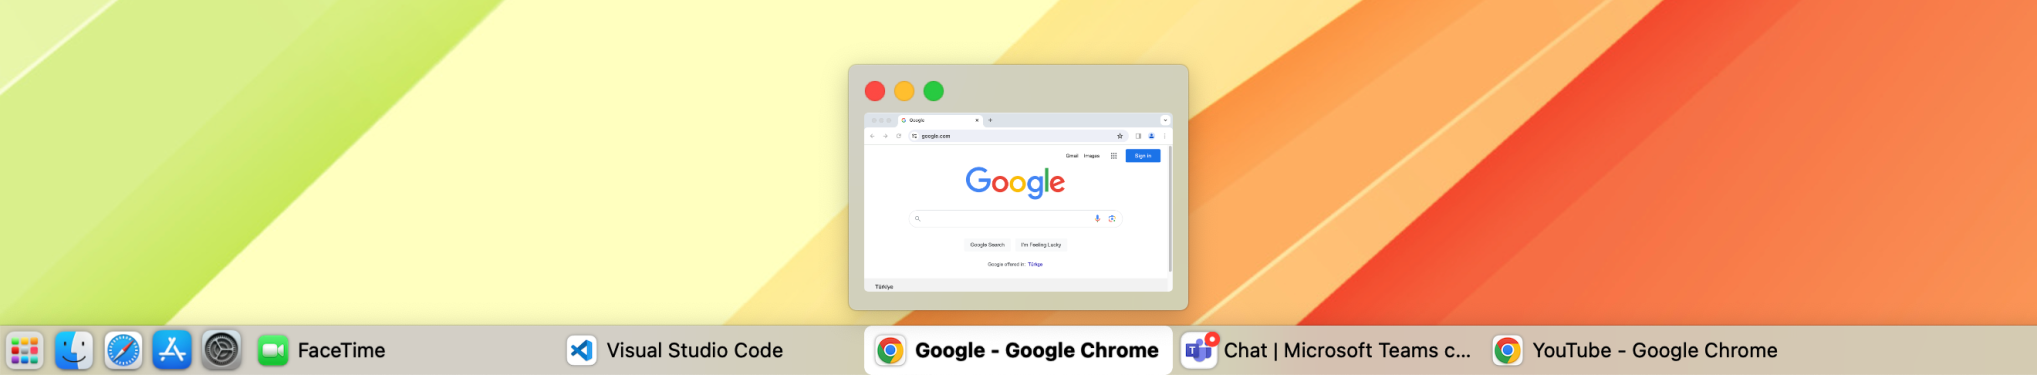 Google
google.com
Gmail Images Sign in
Google
Google Search I'm Feeling Lucky
Google offered in: Türkçe
Türkiye
FaceTime Visual Studio Code Google - Google Chrome Chat | Microsoft Teams c... YouTube - Google Chrome